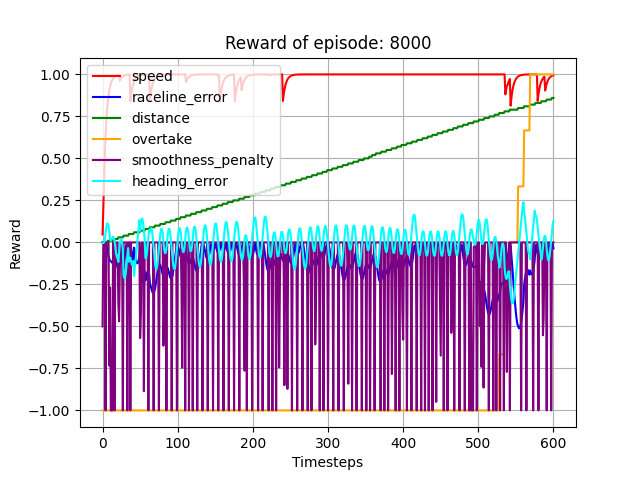 Reward of episode: 8000
speed
raceline_error
distance
overtake
smoothness_penalty
heading_error
1.00
0.75
0.50
0.25
0.00
−0.25
−0.50
−0.75
−1.00
Reward
0 100 200 300 400 500 600
Timesteps